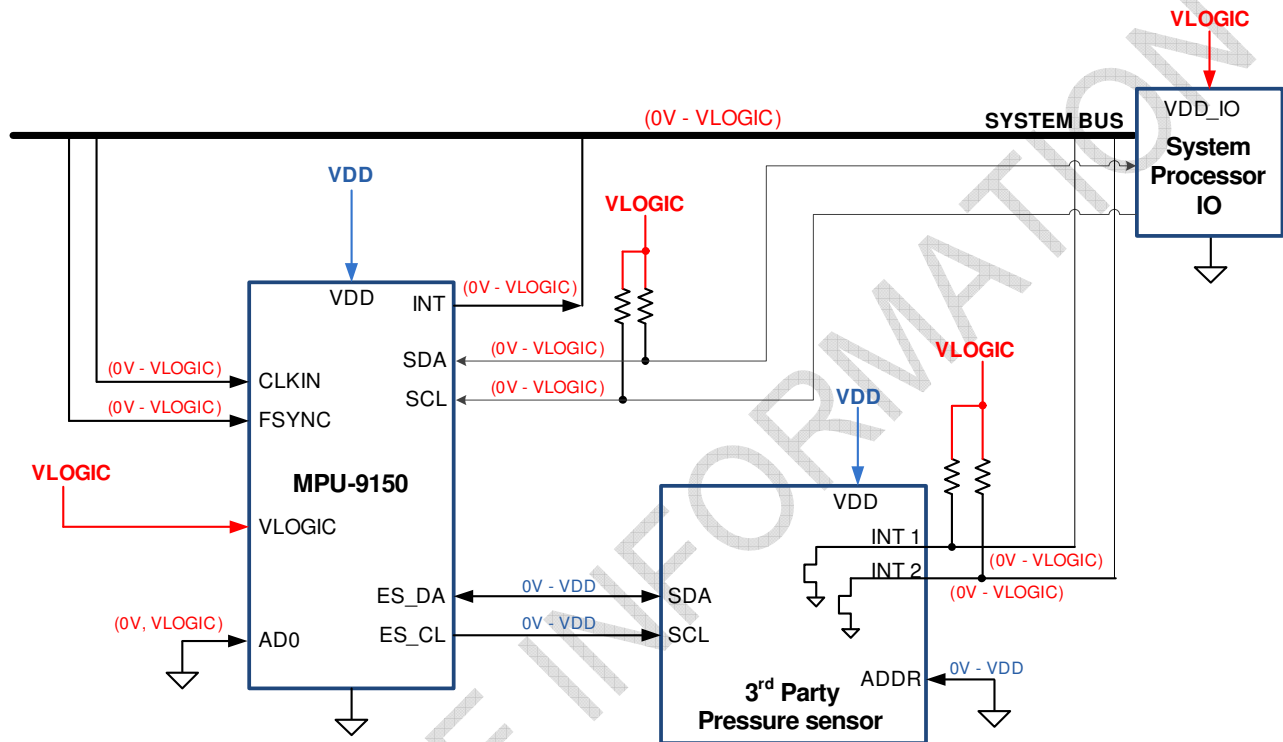 VLOGIC
VDD_IO
System
Processor
IO
(0V - VLOGIC)
SYSTEM BUS
VDD
VLOGIC
VDD
INT
(0V - VLOGIC)
SDA
(0V - VLOGIC)
SCL
(0V - VLOGIC)
(0V - VLOGIC)
CLKIN
(0V - VLOGIC)
FSYNC
VLOGIC
MPU-9150
VLOGIC
ES_DA
0V - VDD
ES_CL
0V - VDD
(0V, VLOGIC)
AD0
VLOGIC
VDD
VDD
INT 1
(0V - VLOGIC)
INT 2
(0V - VLOGIC)
SDA
SCL
ADDR
0V - VDD
3rd Party
Pressure sensor
E INFORMATION